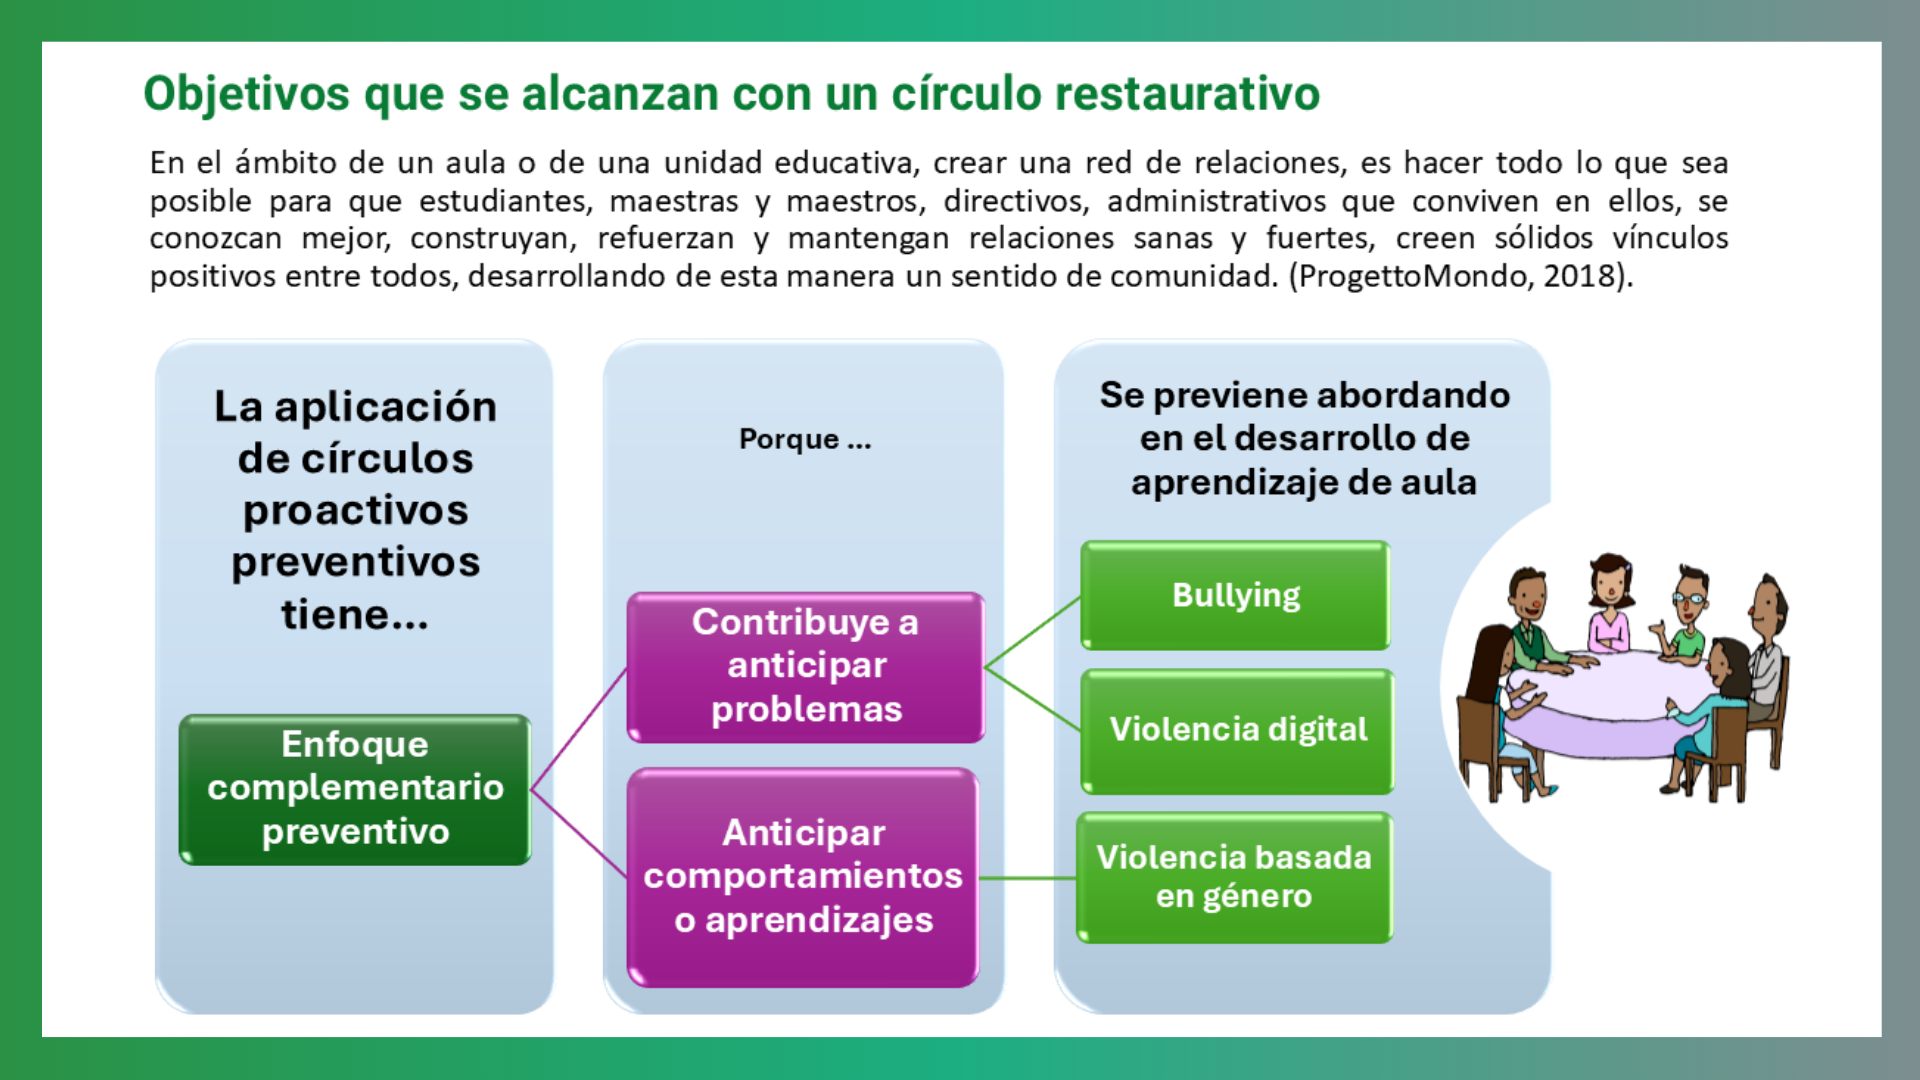 Objetivos que se alcanzan con un círculo restaurativo
En el ámbito de un aula o de una unidad educativa, crear una red de relaciones, es hacer todo lo que sea
posible para que estudiantes, maestras y maestros, directivos, administrativos que conviven en ellos, se
conozcan mejor, construyan, refuerzan y mantengan relaciones sanas y fuertes, creen sólidos vínculos
positivos entre todos, desarrollando de esta manera un sentido de comunidad. (ProgettoMondo, 2018).
La aplicación
de círculos
proactivos
preventivos
tiene...
Enfoque
complementario
preventivo
Porque ...
Contribuye a
anticipar
problemas
Anticipar
comportamientos
o aprendizajes
Se previene abordando
en el desarrollo de
aprendizaje de aula
Bullying
Violencia digital
Violencia basada
en género